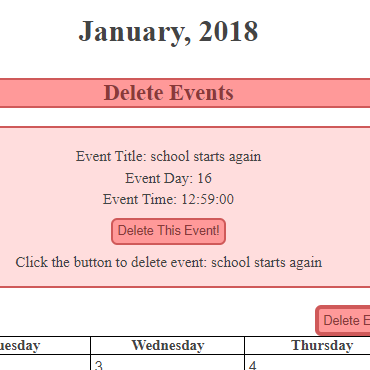 January, 2018
Delete Events
Event Title: school starts again
Event Day: 16
Event Time: 12:59:00
Delete This Event!
Click the button to delete event: school starts again
Delete E
uesday Wednesday Thursday
3 4